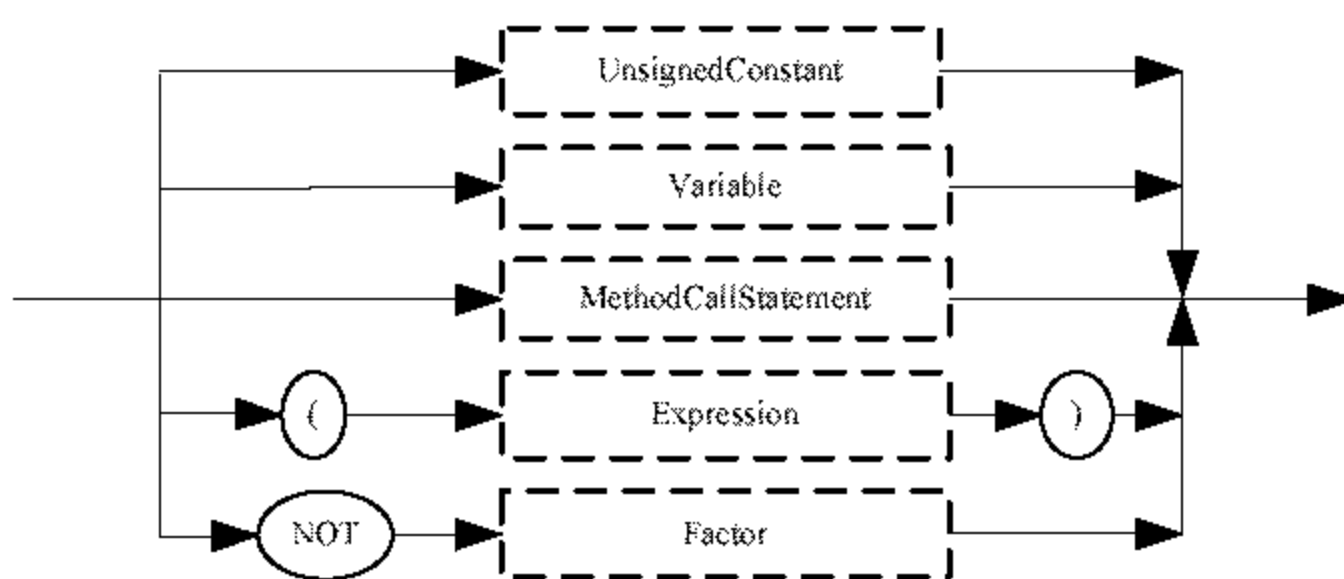 UnsignedConstant
Variable
MethodCallStatement
( Expression )
NOT Factor